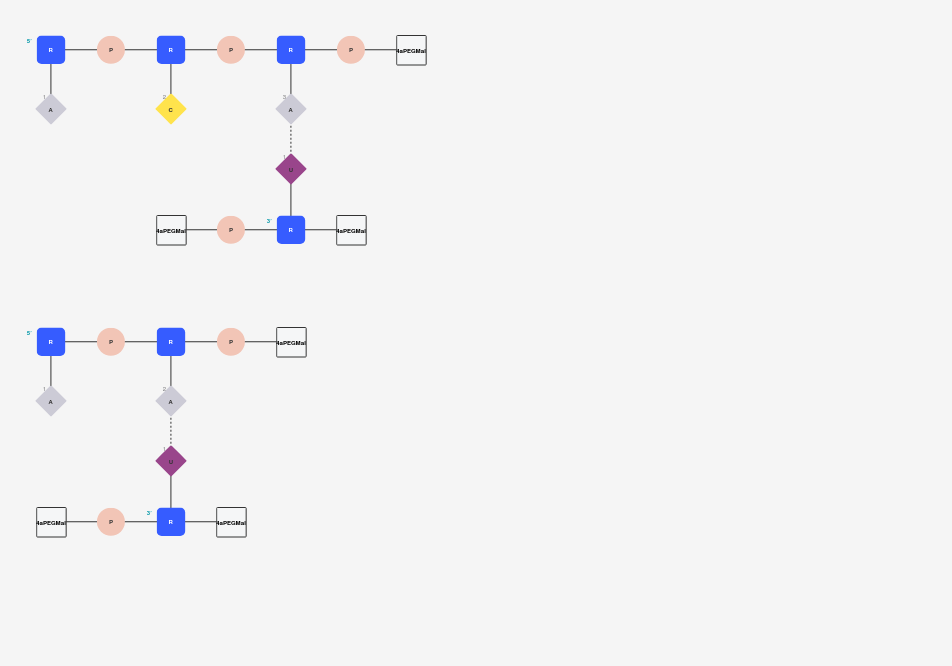 5' R P R P R P 4aPEGMal
1 A 2 C 3 A
1 U
4aPEGMal P 3' R 4aPEGMal
5' R P R P 4aPEGMal
1 A 2 A
1 U
4aPEGMal P 3' R 4aPEGMal